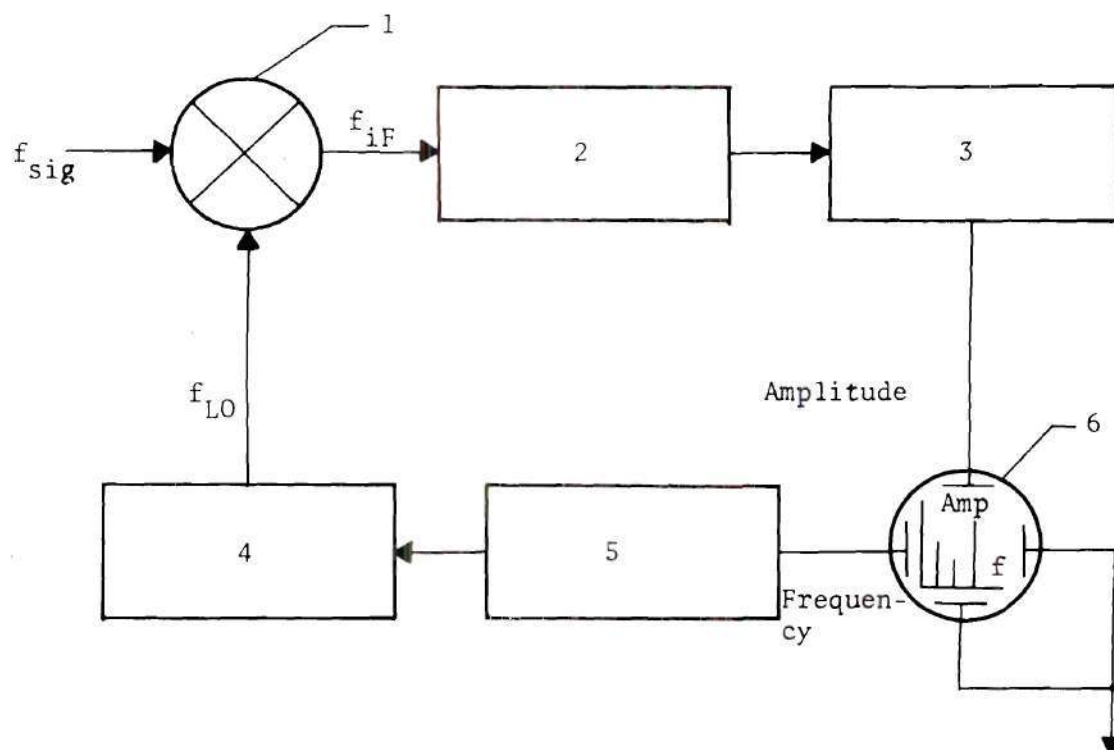 1
f_sig
f_iF
2
3
f_LO
Amplitude
6
Amp
f
4
5
Frequen-
cy